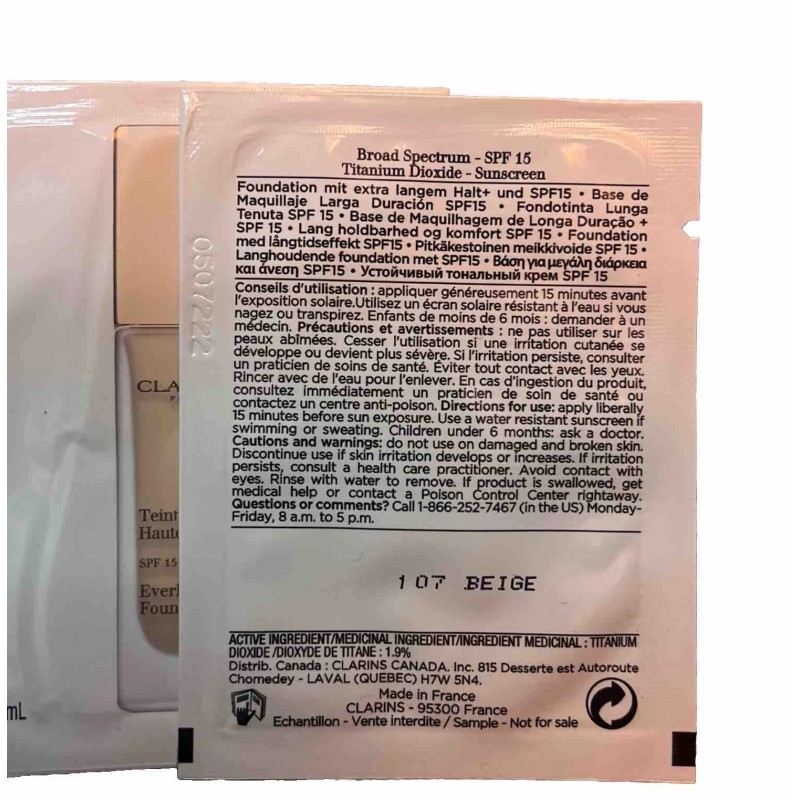 Broad Spectrum - SPF 15
Titanium Dioxide - Sunscreen
Foundation mit extra langem Halt+ und SPF15 • Base de
Maquillaje Larga Duración SPF15 • Fondotinta Lunga
Tenuta SPF 15 • Base de Maquilhagem de Longa Duração +
SPF 15 • Lang holdbarhed og komfort SPF 15 • Foundation
med långtidseffekt SPF15 • Pitkäkestoinen meikkivoide SPF 15 •
Langhoudende foundation met SPF15 • Βάση για μεγάλη διάρκεια
και άνεση SPF15 • Устойчивый тональный крем SPF 15
Conseils d'utilisation : appliquer généreusement 15 minutes avant
l'exposition solaire.Utilisez un écran solaire résistant à l'eau si vous
nagez ou transpirez. Enfants de moins de 6 mois : demander à un
médecin. Précautions et avertissements : ne pas utiliser sur les
peaux abîmées. Cesser l'utilisation si une irritation cutanée se
développe ou devient plus sévère. Si l'irritation persiste, consulter
un praticien de soins de santé. Éviter tout contact avec les yeux.
Rincer avec de l'eau pour l'enlever. En cas d'ingestion du produit,
consultez immédiatement un praticien de soin de santé ou
contactez un centre anti-poison. Directions for use: apply liberally
15 minutes before sun exposure. Use a water resistant sunscreen if
swimming or sweating. Children under 6 months: ask a doctor.
Cautions and warnings: do not use on damaged and broken skin.
Discontinue use if skin irritation develops or increases. If irritation
persists, consult a health care practitioner. Avoid contact with
eyes. Rinse with water to remove. If product is swallowed, get
medical help or contact a Poison Control Center rightaway.
Questions or comments? Call 1-866-252-7467 (in the US) Monday-
Friday, 8 a.m. to 5 p.m.
107 BEIGE
ACTIVE INGREDIENT/MEDICINAL INGREDIENT/INGREDIENT MEDICINAL : TITANIUM
DIOXIDE /DIOXYDE DE TITANE : 1.9%
Distrib. Canada : CLARINS CANADA. Inc. 815 Desserte est Autoroute
Chomedey - LAVAL (QUEBEC) H7W 5N4.
Made in France
CLARINS - 95300 France
Echantillon - Vente interdite / Sample - Not for sale
0507222
CLA
Teint
Haute
SPF 15
Everl
Foun
mL